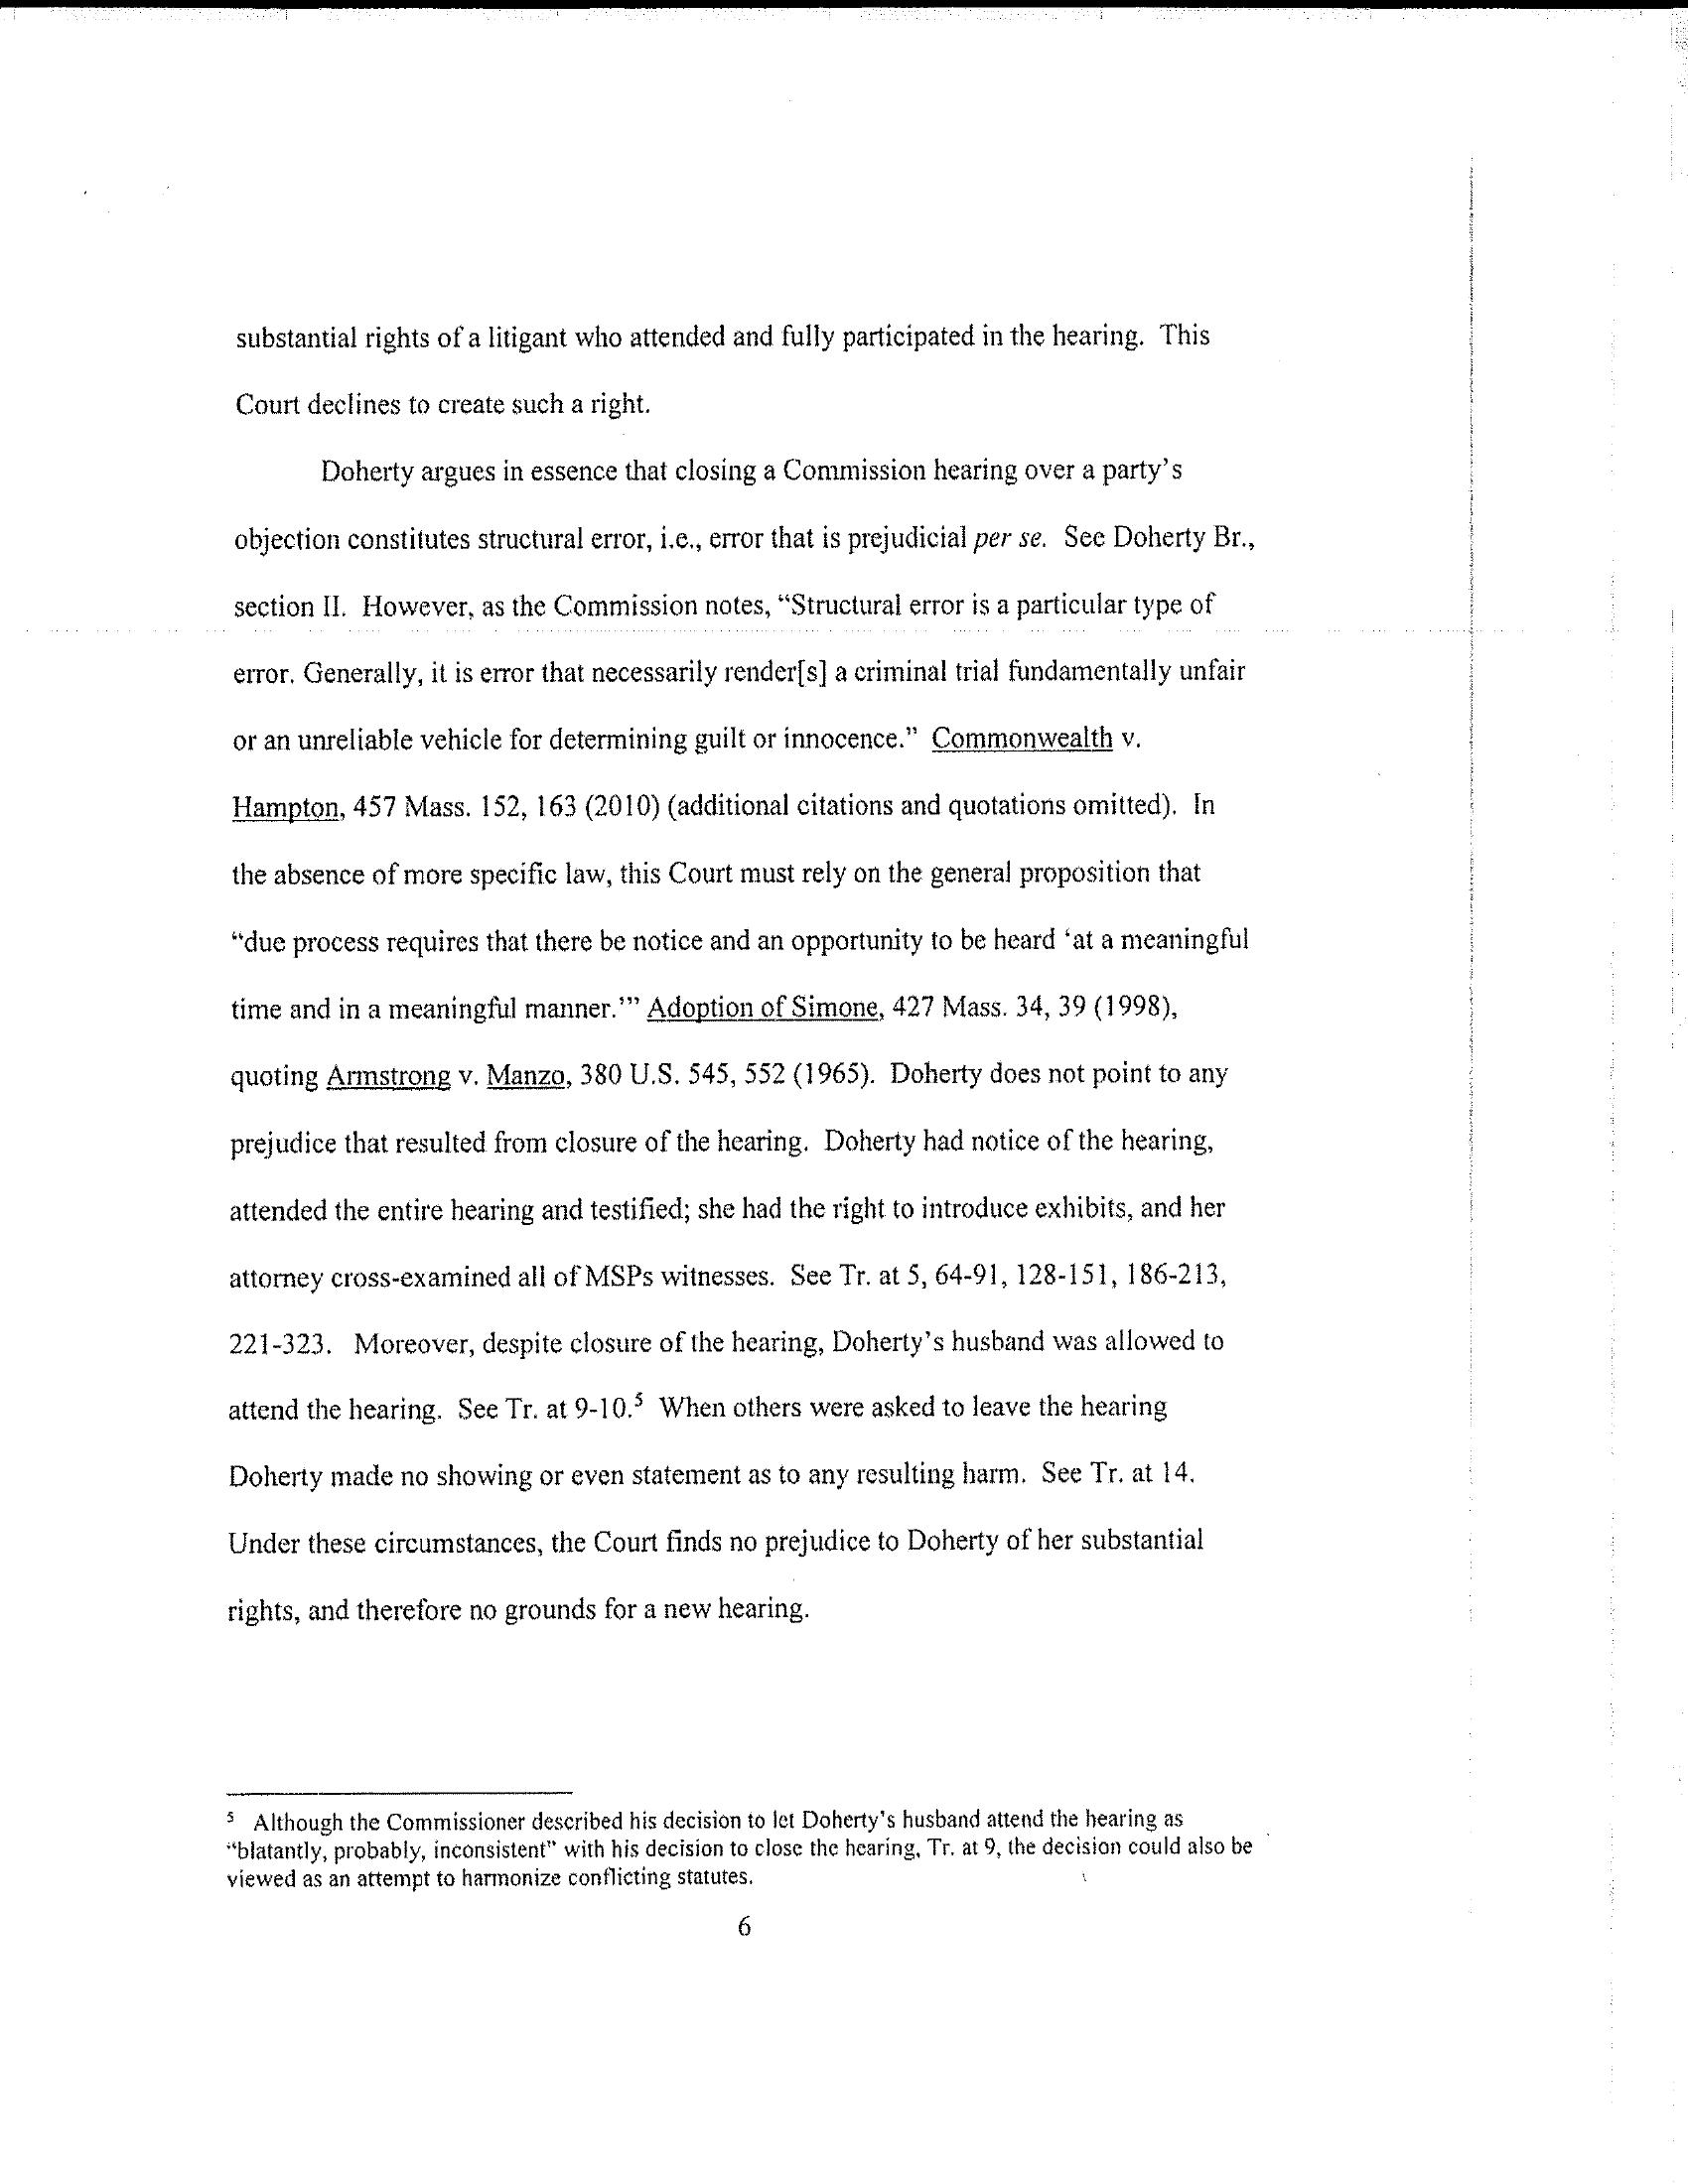 substantial rights of a litigant who attended and fully participated in the hearing. This
Court declines to create such a right.
Doherty argues in essence that closing a Commission hearing over a party's
objection constitutes structural error, i.e., error that is prejudicial per se. See Doherty Br.,
section II. However, as the Commission notes, “Structural error is a particular type of
error. Generally, it is error that necessarily render[s] a criminal trial fundamentally unfair
or an unreliable vehicle for determining guilt or innocence.” Commonwealth v.
Hampton, 457 Mass. 152, 163 (2010) (additional citations and quotations omitted). In
the absence of more specific law, this Court must rely on the general proposition that
“due process requires that there be notice and an opportunity to be heard ‘at a meaningful
time and in a meaningful manner.’” Adoption of Simone, 427 Mass. 34, 39 (1998),
quoting Armstrong v. Manzo, 380 U.S. 545, 552 (1965). Doherty does not point to any
prejudice that resulted from closure of the hearing. Doherty had notice of the hearing,
attended the entire hearing and testified; she had the right to introduce exhibits, and her
attorney cross-examined all of MSPs witnesses. See Tr. at 5, 64-91, 128-151, 186-213,
221-323. Moreover, despite closure of the hearing, Doherty's husband was allowed to
attend the hearing. See Tr. at 9-10.5 When others were asked to leave the hearing
Doherty made no showing or even statement as to any resulting harm. See Tr. at 14.
Under these circumstances, the Court finds no prejudice to Doherty of her substantial
rights, and therefore no grounds for a new hearing.
5 Although the Commissioner described his decision to let Doherty's husband attend the hearing as
“blatantly, probably, inconsistent” with his decision to close the hearing, Tr. at 9, the decision could also be
viewed as an attempt to harmonize conflicting statutes.
6